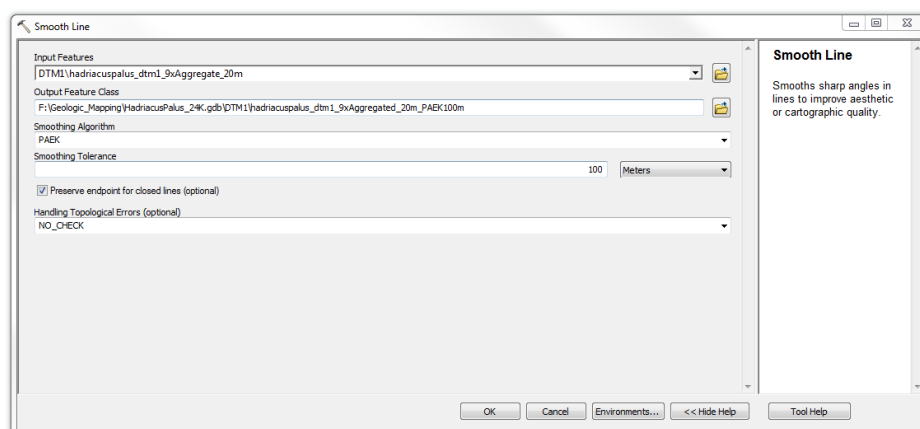 Smooth Line
Input Features
DTM1\hadriacuspalus_dtm1_9xAggregate_20m
Output Feature Class
F:\Geologic_Mapping\HadriacusPalus_24K.gdb\DTM1\hadriacuspalus_dtm1_9xAggregated_20m_PAEK100m
Smoothing Algorithm
PAEK
Smoothing Tolerance
100 Meters
Preserve endpoint for closed lines (optional)
Handling Topological Errors (optional)
NO_CHECK
Smooth Line
Smooths sharp angles in
lines to improve aesthetic
or cartographic quality.
OK Cancel Environments... << Hide Help Tool Help